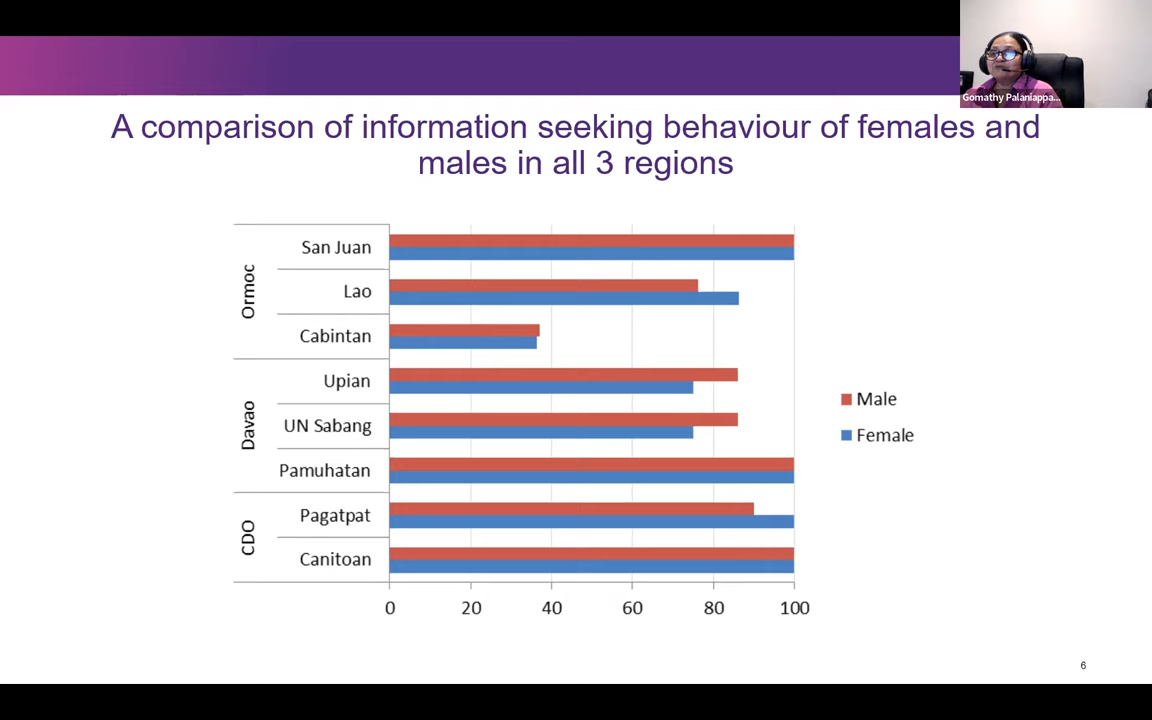 Gomathy Palaniappa...
A comparison of information seeking behaviour of females and
males in all 3 regions
Ormoc
San Juan
Lao
Cabintan
Davao
Upian
UN Sabang
Pamuhatan
CDO
Pagatpat
Canitoan
Male
Female
0 20 40 60 80 100
6